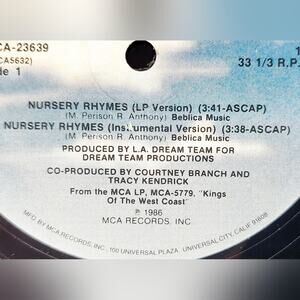 CA-23639
CA5632)
de 1
1
33 1/3 R.P.
NURSERY RHYMES (LP Version) (3:41-ASCAP)
(M. Perison R. Anthony) Beblica Music
NURSERY RHYMES (Instrumental Version) (3:38-ASCAP)
(M. Perison R. Anthony) Beblica Music
PRODUCED BY L.A. DREAM TEAM FOR
DREAM TEAM PRODUCTIONS
CO-PRODUCED BY COURTNEY BRANCH AND
TRACY KENDRICK
From the MCA LP, MCA-5779, "Kings
Of The West Coast"
℗ 1986
MCA RECORDS, INC.
MFG. BY MCA RECORDS, INC., 100 UNIVERSAL PLAZA, UNIVERSAL CITY, CALIF 91608